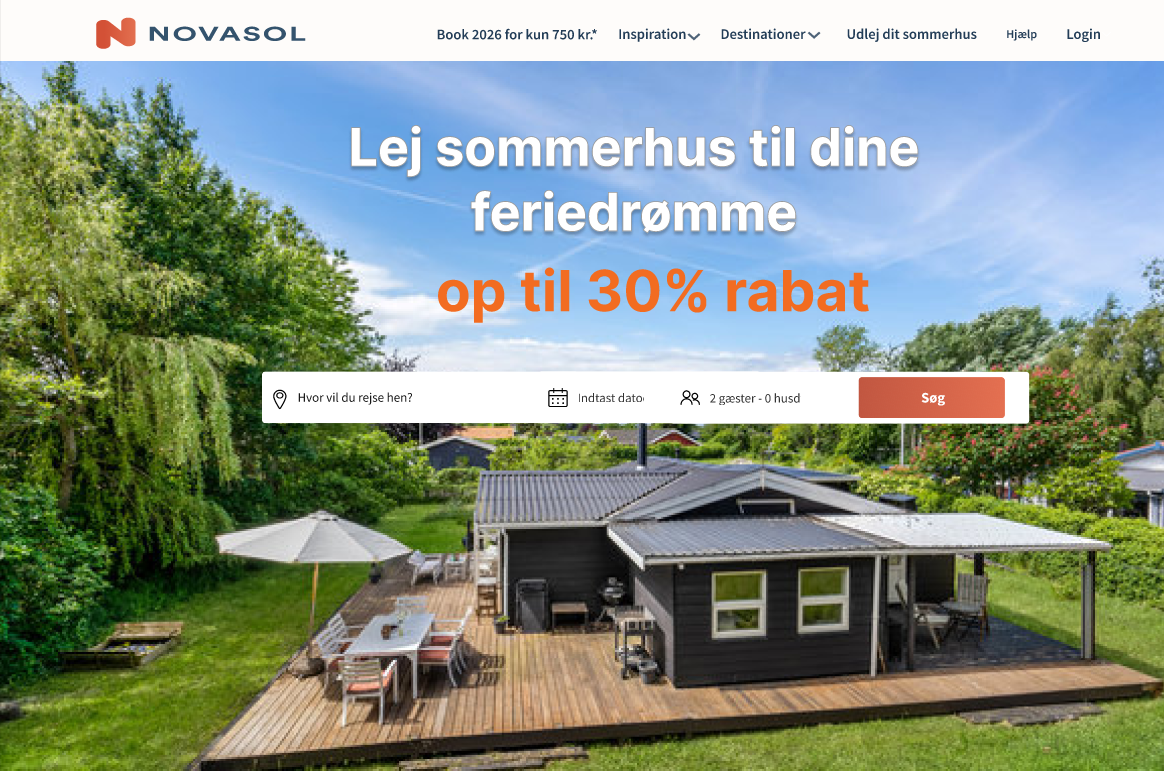 NOVASOL
Book 2026 for kun 750 kr.*
Inspiration
Destinationer
Udlej dit sommerhus
Hjælp
Login
Lej sommerhus til dine
feriedrømme
op til 30% rabat
Hvor vil du rejse hen?
Indtast dato
2 gæster - 0 husd
Søg